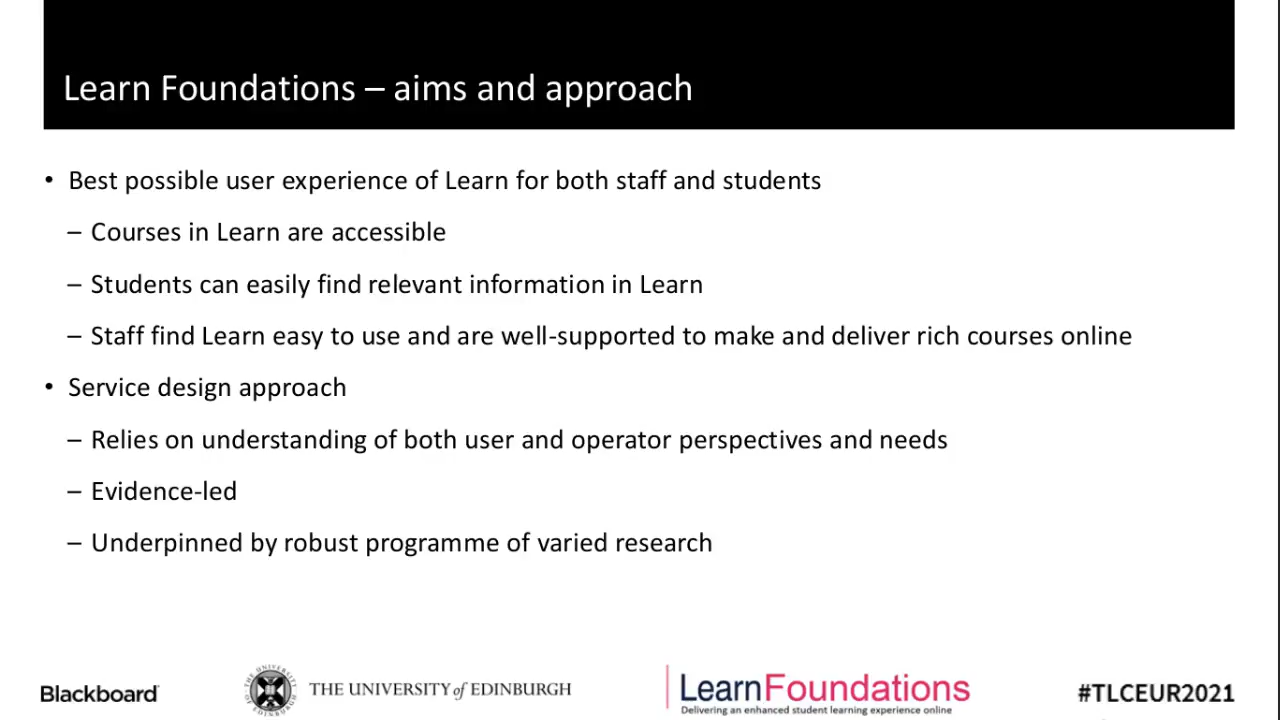 Learn Foundations – aims and approach
• Best possible user experience of Learn for both staff and students
– Courses in Learn are accessible
– Students can easily find relevant information in Learn
– Staff find Learn easy to use and are well-supported to make and deliver rich courses online
• Service design approach
– Relies on understanding of both user and operator perspectives and needs
– Evidence-led
– Underpinned by robust programme of varied research
Blackboard
THE UNIVERSITY OF EDINBURGH
THE UNIVERSITY of EDINBURGH
LearnFoundations
Delivering an enhanced student learning experience online
#TLCEUR2021